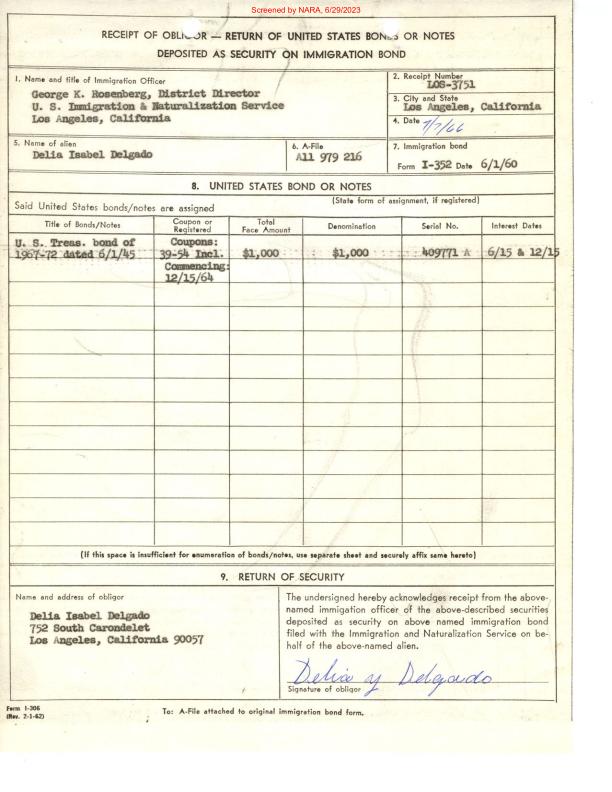 Screened by NARA, 6/29/2023
RECEIPT OF OBLIGOR — RETURN OF UNITED STATES BONDS OR NOTES
DEPOSITED AS SECURITY ON IMMIGRATION BOND
1. Name and title of Immigration Officer
George K. Rosenberg, District Director
U. S. Immigration & Naturalization Service
Los Angeles, California
2. Receipt Number
LOS-3751
3. City and State
Los Angeles, California
4. Date 7/7/66
5. Name of alien
Delia Isabel Delgado
6. A-File
A11 979 216
7. Immigration bond
Form I-352 Date 6/1/60
8. UNITED STATES BOND OR NOTES
(State form of assignment, if registered)
Said United States bonds/notes are assigned
Title of Bonds/Notes Coupon or Registered Total Face Amount Denomination Serial No. Interest Dates
U. S. Treas. bond of Coupons:
1967-72 dated 6/1/45 39-54 Incl. $1,000 $1,000 409771 A 6/15 & 12/15
Commencing:
12/15/64
(If this space is insufficient for enumeration of bonds/notes, use separate sheet and securely affix same hereto)
9. RETURN OF SECURITY
Name and address of obligor
Delia Isabel Delgado
752 South Carondelet
Los Angeles, California 90057
The undersigned hereby acknowledges receipt from the above-
named immigation officer of the above-described securities
deposited as security on above named immigration bond
filed with the Immigration and Naturalization Service on be-
half of the above-named alien.
Delia y Delgado
Signature of obligor
Form I-306
(Rev. 2-1-62)
To: A-File attached to original immigration bond form.